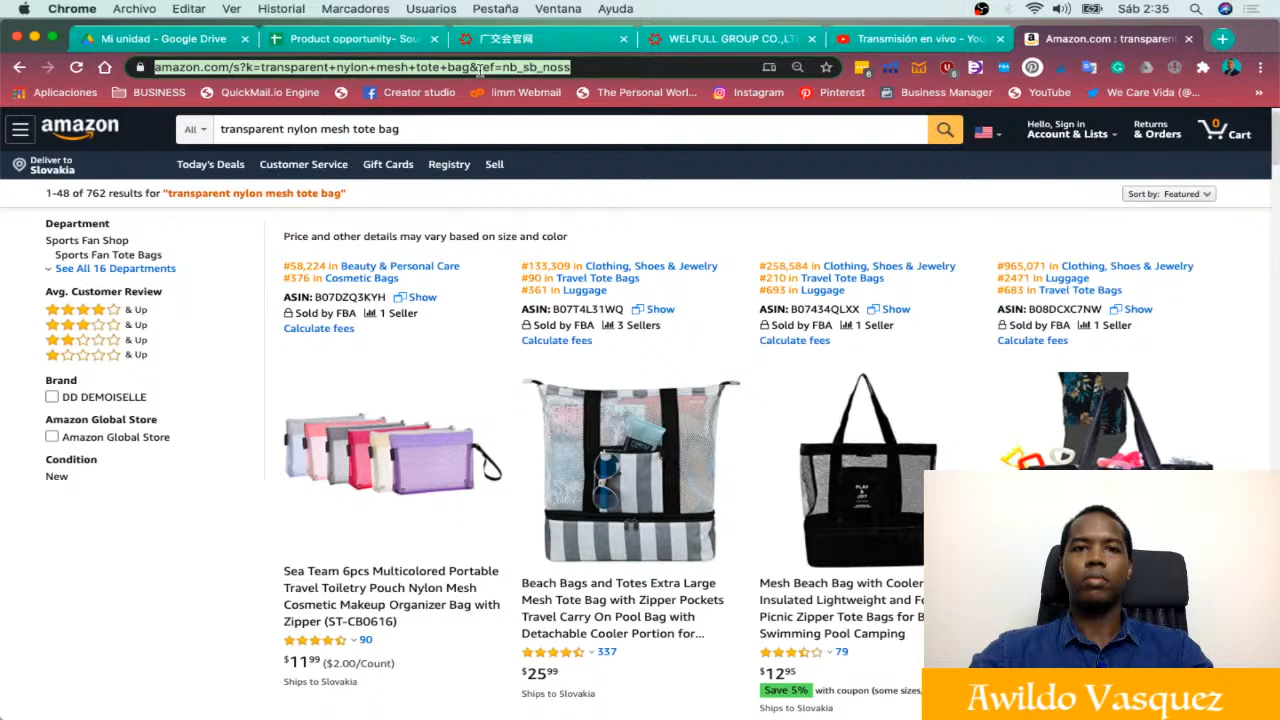 Chrome Archivo Editar Ver Historial Marcadores Usuarios Pestaña Ventana Ayuda Sáb 2:35
Mi unidad - Google Drive Product opportunity- Sou 广交会官网 WELFULL GROUP CO.,LT Transmisión en vivo - You Amazon.com : transparent
amazon.com/s?k=transparent+nylon+mesh+tote+bag&ref=nb_sb_noss
Aplicaciones BUSINESS QuickMail.io Engine Creator studio limm Webmail The Personal Wor... Instagram Pinterest Business Manager YouTube We Care Vida (@... »
amazon All transparent nylon mesh tote bag Hello, Sign in Account & Lists Returns & Orders 0 Cart
Deliver to
Slovakia
Today's Deals Customer Service Gift Cards Registry Sell
1-48 of 762 results for "transparent nylon mesh tote bag" Sort by: Featured
Department
Sports Fan Shop
Sports Fan Tote Bags
See All 16 Departments
Avg. Customer Review
& Up
& Up
& Up
& Up
Brand
DD DEMOISELLE
Amazon Global Store
Amazon Global Store
Condition
New
Price and other details may vary based on size and color
#58,224 in Beauty & Personal Care
#376 in Cosmetic Bags
ASIN: B07DZQ3KYH Show
Sold by FBA 1 Seller
Calculate fees
Sea Team 6pcs Multicolored Portable
Travel Toiletry Pouch Nylon Mesh
Cosmetic Makeup Organizer Bag with
Zipper (ST-CB0616)
90
$11.99 ($2.00/Count)
Ships to Slovakia
#133,309 in Clothing, Shoes & Jewelry
#90 in Travel Tote Bags
#361 in Luggage
ASIN: B07T4L31WQ Show
Sold by FBA 3 Sellers
Calculate fees
Beach Bags and Totes Extra Large
Mesh Tote Bag with Zipper Pockets
Travel Carry On Pool Bag with
Detachable Cooler Portion for...
337
$25.99
Ships to Slovakia
#258,584 in Clothing, Shoes & Jewelry
#210 in Travel Tote Bags
#693 in Luggage
ASIN: B07434QLXX Show
Sold by FBA 1 Seller
Calculate fees
PLAY
& JOY
Mesh Beach Bag with Cooler
Insulated Lightweight and Fo
Picnic Zipper Tote Bags for B
Swimming Pool Camping
79
$12.95
Save 5% with coupon (some sizes,
Ships to Slovakia
#965,071 in Clothing, Shoes & Jewelry
#2471 in Luggage
#683 in Travel Tote Bags
ASIN: B08DCXC7NW Show
Sold by FBA 1 Seller
Calculate fees
Awildo Vasquez